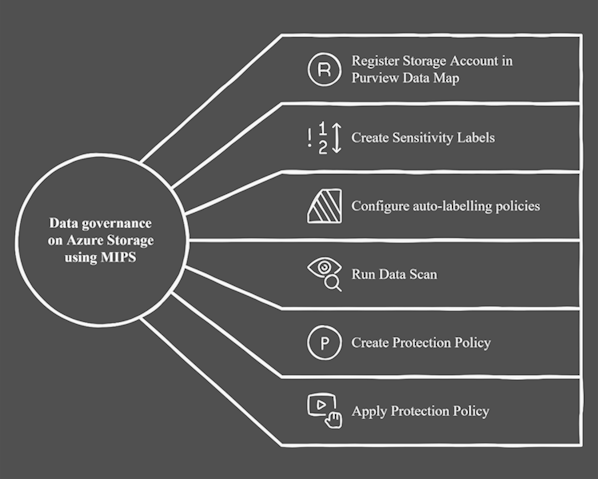 Data governance
on Azure Storage
using MIPS
R
Register Storage Account in
Purview Data Map
! 1
2
Create Sensitivity Labels
Configure auto-labelling policies
Run Data Scan
P
Create Protection Policy
Apply Protection Policy